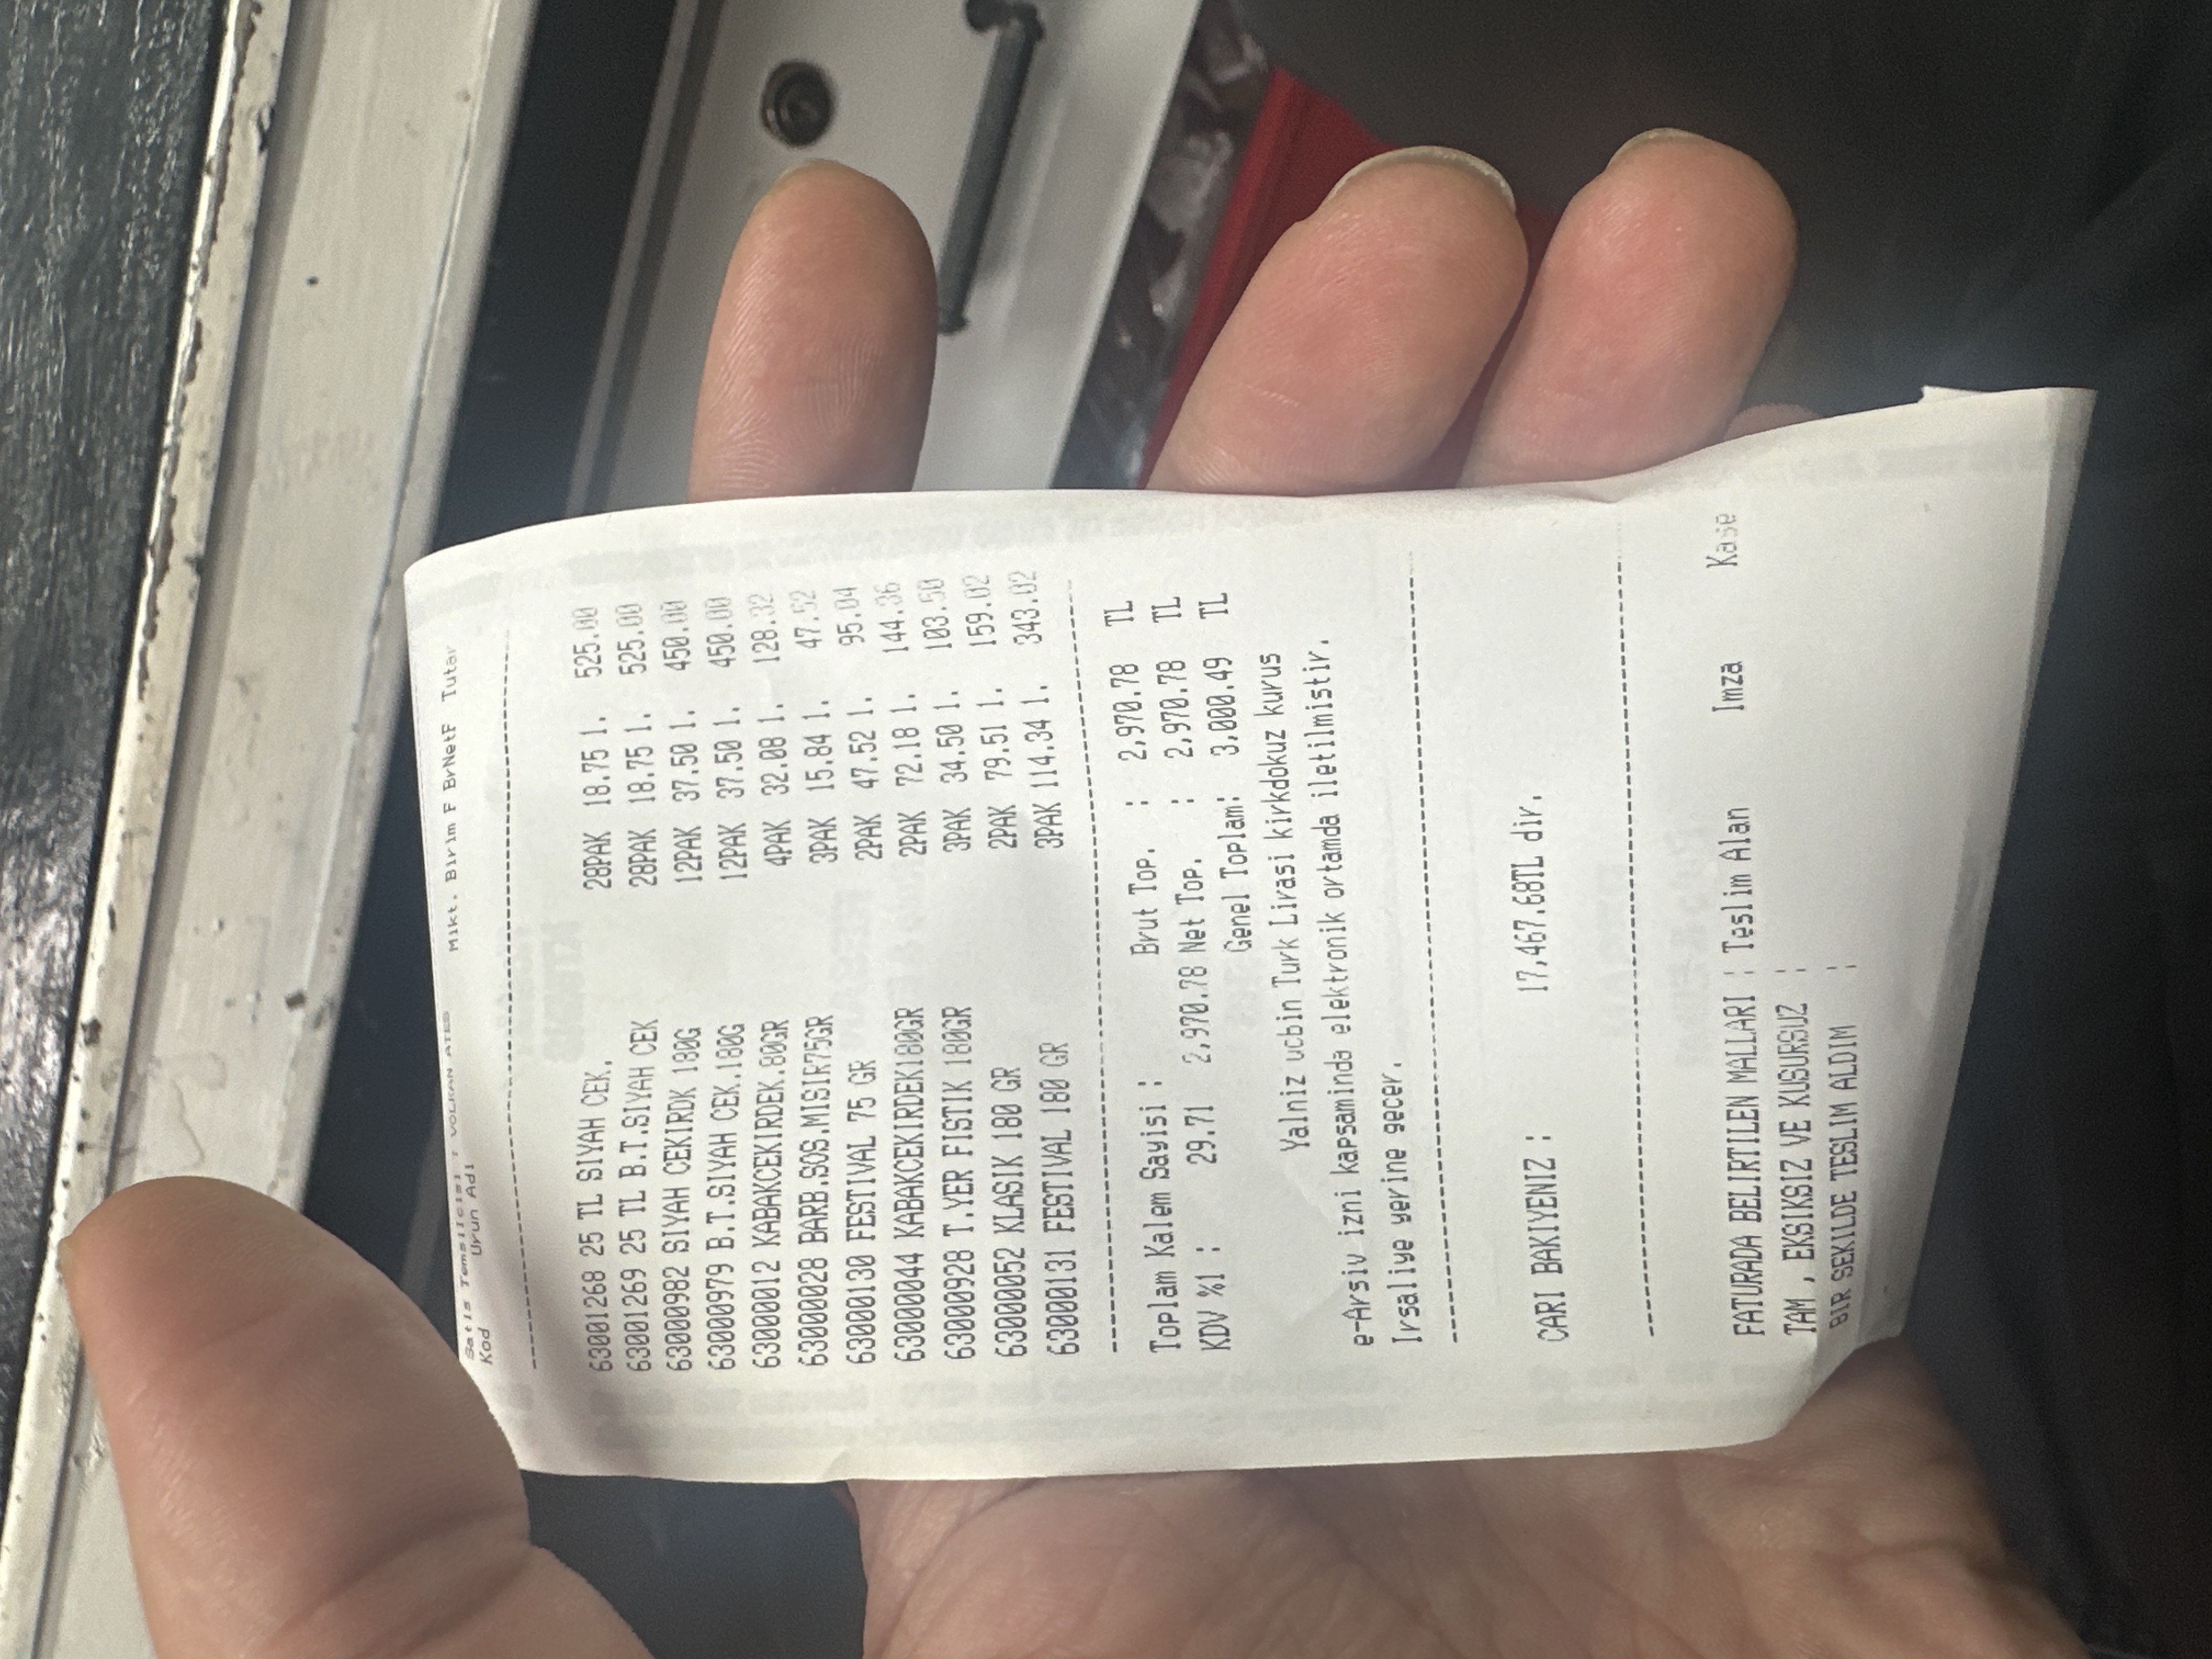 Satis Temsilcisi : VOLKAN ATES
Kod Urun Adi Mikt. Birim F BrNetF Tutar
63001268 25 TL SIYAH CEK. 28PAK 18.75 1. 525.00
63001269 25 TL B.T.SIYAH CEK 28PAK 18.75 1. 525.00
63000982 SIYAH CEKIRDK 180G 12PAK 37.50 1. 450.00
63000979 B.T.SIYAH CEK.180G 12PAK 37.50 1. 450.00
63000012 KABAKCEKIRDEK.80GR 4PAK 32.08 1. 128.32
63000028 BARB.SOS.MISIR75GR 3PAK 15.84 1. 47.52
63000130 FESTIVAL 75 GR 2PAK 47.52 1. 95.04
63000044 KABAKCEKIRDEK180GR 2PAK 72.18 1. 144.36
63000928 T.YER FISTIK 180GR 3PAK 34.50 1. 103.50
63000052 KLASIK 180 GR 2PAK 79.51 1. 159.02
63000131 FESTIVAL 180 GR 3PAK 114.34 1. 343.02
Toplam Kalem Sayisi : Brut Top. : 2,970.78 TL
KDV %1 : 29.71 2,970.78 Net Top. : 2,970.78 TL
Genel Toplam: 3,000.49 TL
Yalniz ucbin Turk Lirasi kirkdokuz kurus
e-Arsiv izni kapsaminda elektronik ortamda iletilmistir.
Irsaliye yerine gecer.
CARI BAKIYENIZ : 17,467.68TL dir.
FATURADA BELIRTILEN MALLARI : Teslim Alan Imza Kase
TAM , EKSIKSIZ VE KUSURSUZ :
BIR SEKILDE TESLIM ALDIM :